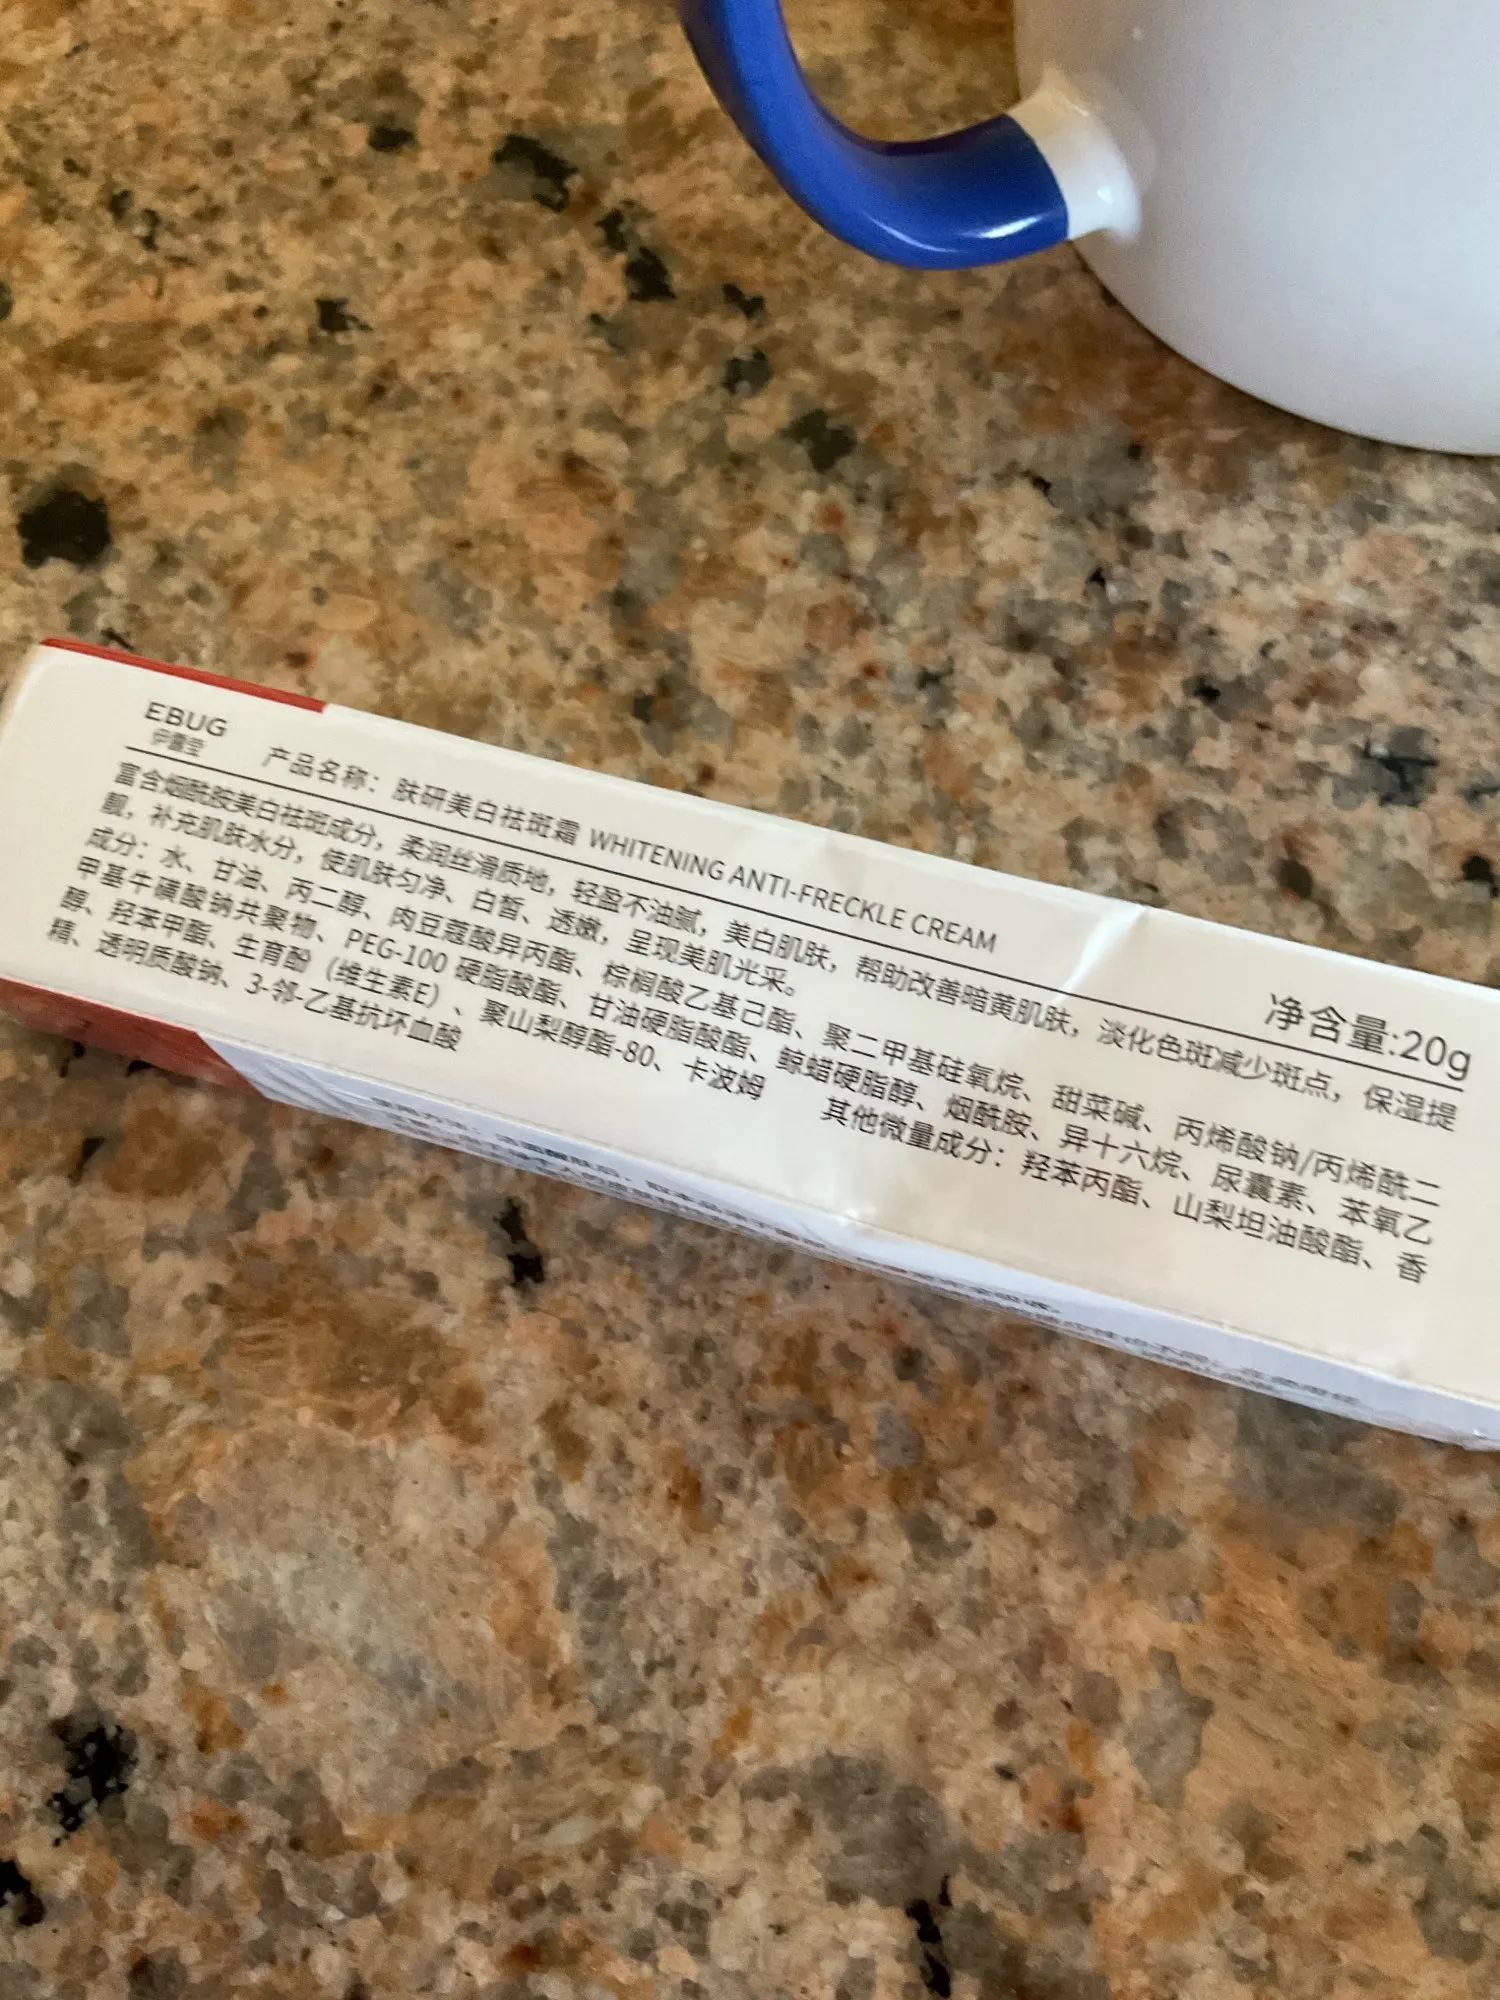 EBUG
产品名称：肤研美白祛斑霜 WHITENING ANTI-FRECKLE CREAM
净含量:20g
富含烟酰胺美白祛斑成分，柔润丝滑质地，轻盈不油腻，美白肌肤，帮助改善暗黄肌肤，淡化色斑减少斑点，保湿提
靓，补充肌肤水分，使肌肤匀净、白皙、透嫩，呈现美肌光采。
成分：水、甘油、丙二醇、肉豆蔻酸异丙酯、棕榈酸乙基己酯、聚二甲基硅氧烷、甜菜碱、丙烯酸钠/丙烯酰二
甲基牛磺酸钠共聚物、PEG-100 硬脂酸酯、甘油硬脂酸酯、鲸蜡硬脂醇、烟酰胺、异十六烷、尿囊素、苯氧乙
醇、羟苯甲酯、生育酚（维生素E）、聚山梨醇酯-80、卡波姆 其他微量成分：羟苯丙酯、山梨坦油酸酯、香
精、透明质酸钠、3-邻-乙基抗坏血酸